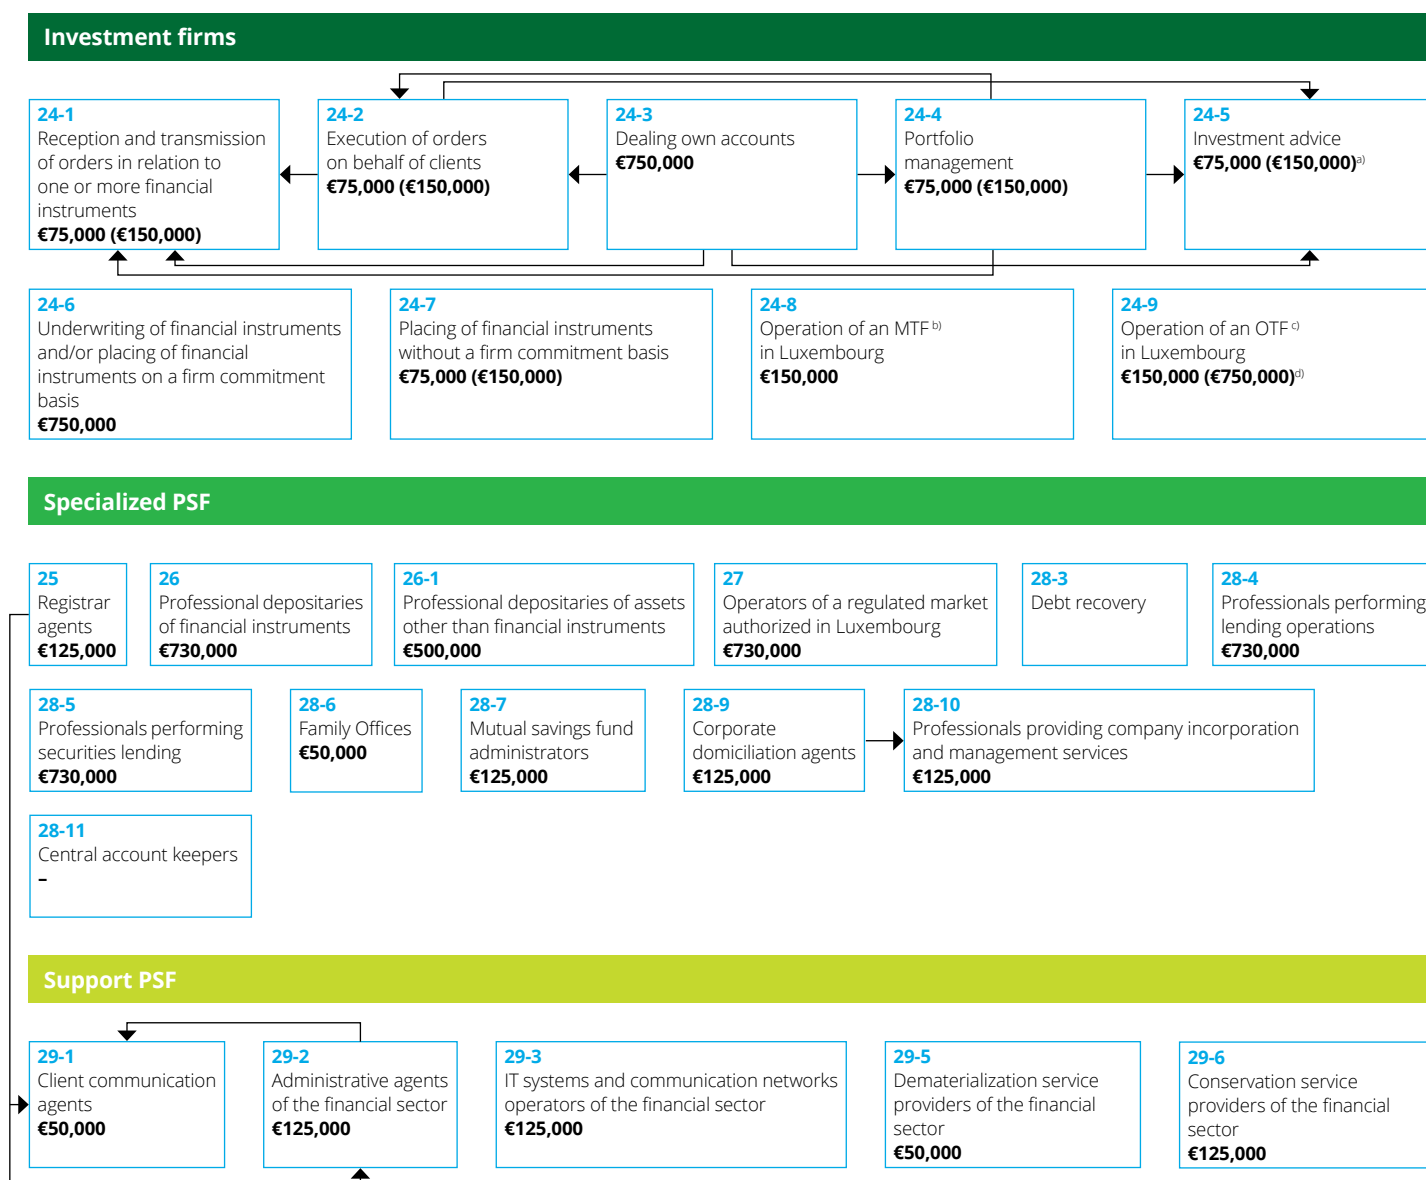 Investment firms
24-1
Reception and transmission
of orders in relation to
one or more financial
instruments
€75,000 (€150,000)
24-2
Execution of orders
on behalf of clients
€75,000 (€150,000)
24-3
Dealing own accounts
€750,000
24-4
Portfolio
management
€75,000 (€150,000)
24-5
Investment advice
€75,000 (€150,000)a)
24-6
Underwriting of financial instruments
and/or placing of financial
instruments on a firm commitment
basis
€750,000
24-7
Placing of financial instruments
without a firm commitment basis
€75,000 (€150,000)
24-8
Operation of an MTF b)
in Luxembourg
€150,000
24-9
Operation of an OTF c)
in Luxembourg
€150,000 (€750,000)d)
Specialized PSF
25
Registrar
agents
€125,000
26
Professional depositaries
of financial instruments
€730,000
26-1
Professional depositaries of assets
other than financial instruments
€500,000
27
Operators of a regulated market
authorized in Luxembourg
€730,000
28-3
Debt recovery
28-4
Professionals performing
lending operations
€730,000
28-5
Professionals performing
securities lending
€730,000
28-6
Family Offices
€50,000
28-7
Mutual savings fund
administrators
€125,000
28-9
Corporate
domiciliation agents
€125,000
28-10
Professionals providing company incorporation
and management services
€125,000
28-11
Central account keepers
–
Support PSF
29-1
Client communication
agents
€50,000
29-2
Administrative agents
of the financial sector
€125,000
29-3
IT systems and communication networks
operators of the financial sector
€125,000
29-5
Dematerialization service
providers of the financial
sector
€50,000
29-6
Conservation service
providers of the financial
sector
€125,000